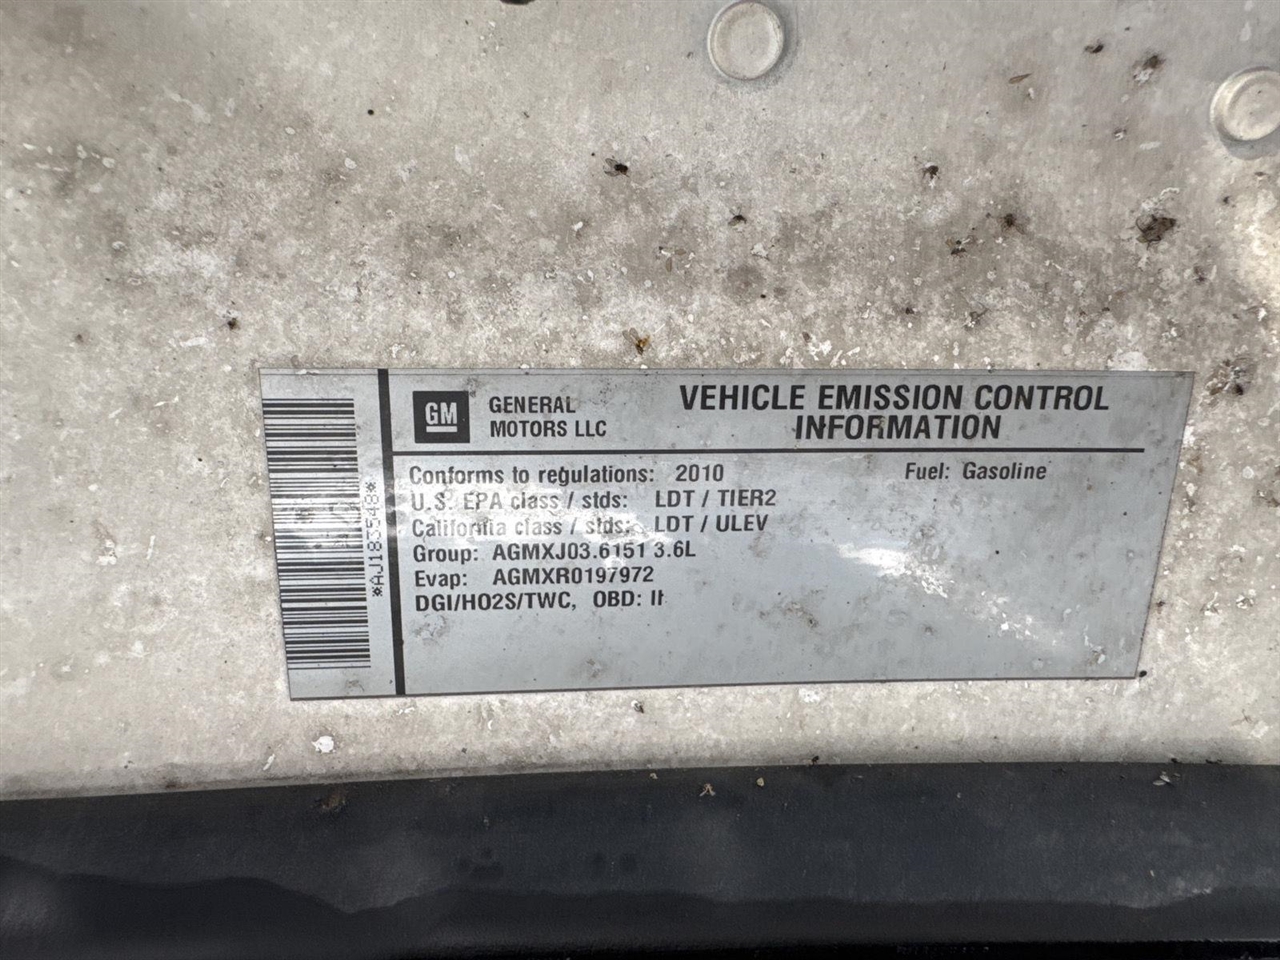 GM
GENERAL
MOTORS LLC
VEHICLE EMISSION CONTROL
INFORMATION
Conforms to regulations: 2010 Fuel: Gasoline
U.S. EPA class / stds: LDT / TIER2
California class / stds: LDT / ULEV
Group: AGMXJ03.6151 3.6L
Evap: AGMXR0197972
DGI/HO2S/TWC, OBD: II
*AJ183548*